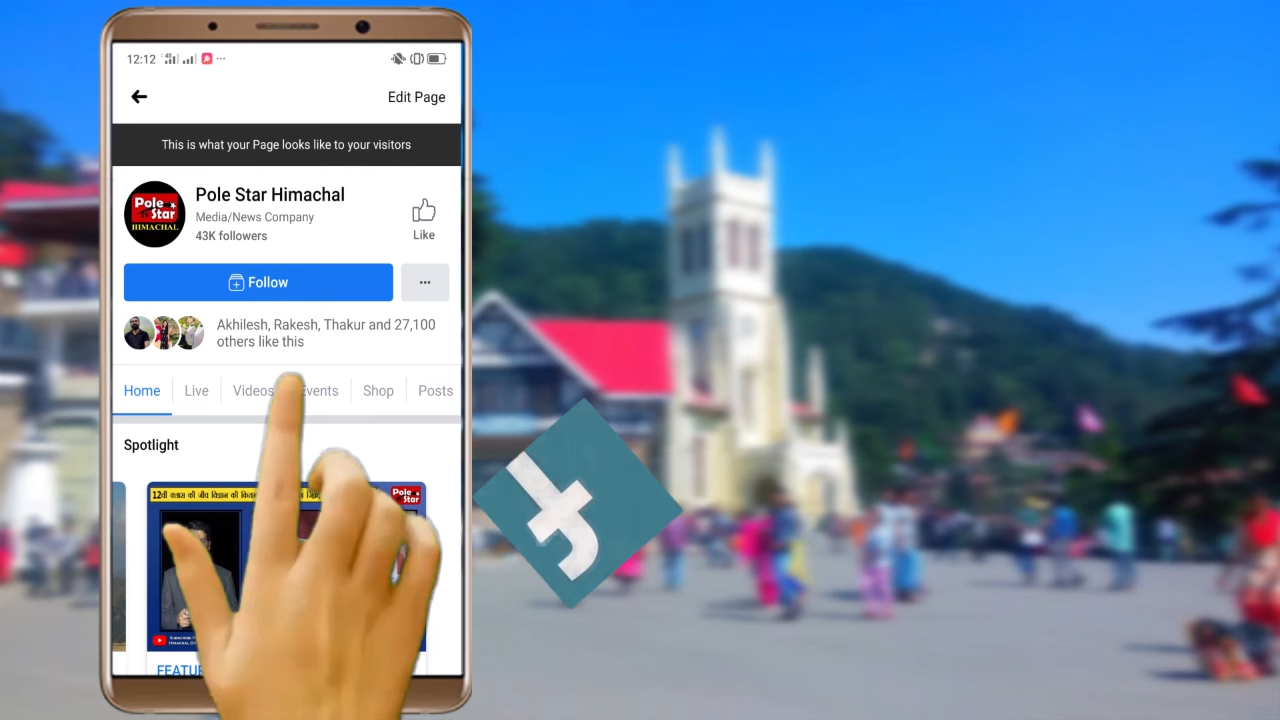 12:12
Edit Page
This is what your Page looks like to your visitors
Pole
Star
HIMACHAL
Pole Star Himachal
Media/News Company
43K followers
Like
Follow
Akhilesh, Rakesh, Thakur and 27,100
others like this
Home Live Videos Events Shop Posts
Spotlight
12वीं क्लास की जीव विज्ञान की
Pole
Star
FEATU
f